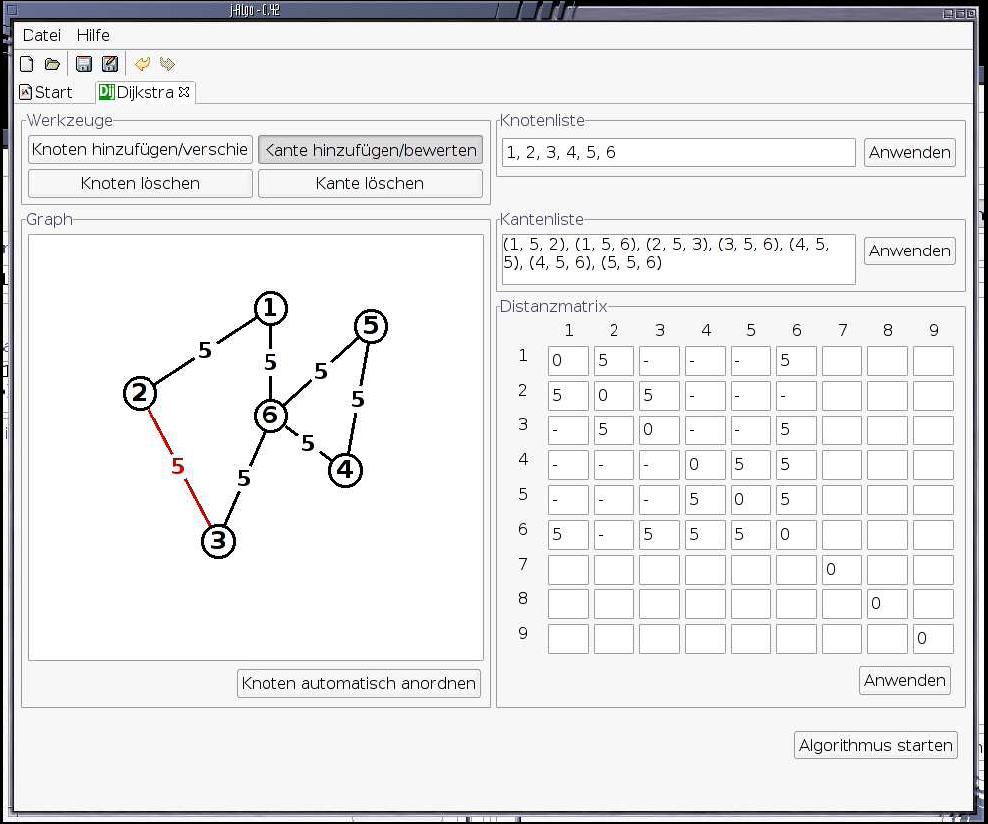 j-Algo - C.42
Datei Hilfe
Start Dijkstra
Werkzeuge
Knoten hinzufügen/verschie Kante hinzufügen/bewerten
Knoten löschen Kante löschen
Knotenliste
1, 2, 3, 4, 5, 6 Anwenden
Graph
1
5
5
5
5
2
6
5
5
5
4
5
3
Knoten automatisch anordnen
Kantenliste
(1, 5, 2), (1, 5, 6), (2, 5, 3), (3, 5, 6), (4, 5,
5), (4, 5, 6), (5, 5, 6)
Anwenden
Distanzmatrix
1 2 3 4 5 6 7 8 9
1 0 5 - - - 5
2 5 0 5 - - -
3 - 5 0 - - 5
4 - - - 0 5 5
5 - - - 5 0 5
6 5 - 5 5 5 0
7 0
8 0
9 0
Anwenden
Algorithmus starten